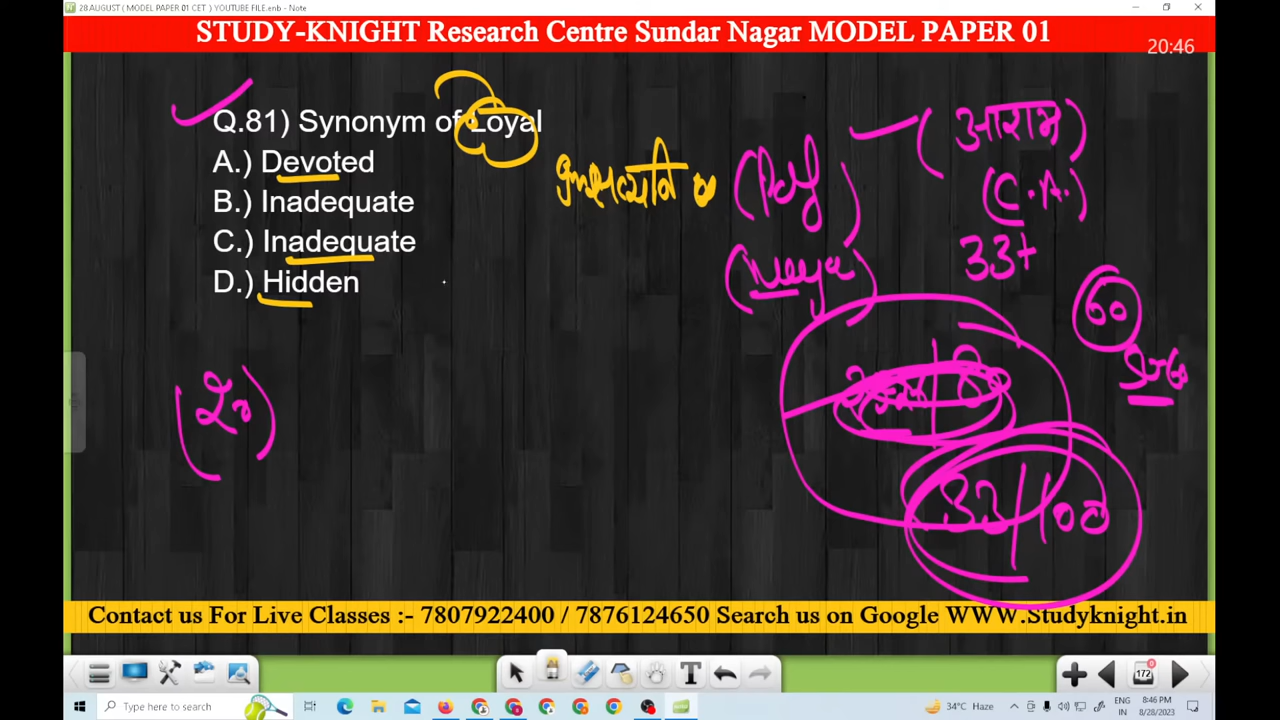 28 AUGUST ( MODEL PAPER 01 CET ) YOUTUBE FILE.enb - Note
STUDY-KNIGHT Research Centre Sundar Nagar MODEL PAPER 01
20:46
Q.81) Synonym of Loyal
A.) Devoted
B.) Inadequate
C.) Inadequate
D.) Hidden
(Pdf)
(आराम)
(C.A.)
33+
60
33/100
Contact us For Live Classes :- 7807922400 / 7876124650 Search us on Google WWW.Studyknight.in
T
172
Type here to search
34°C Haze
ENG
IN
8:46 PM
8/28/2023